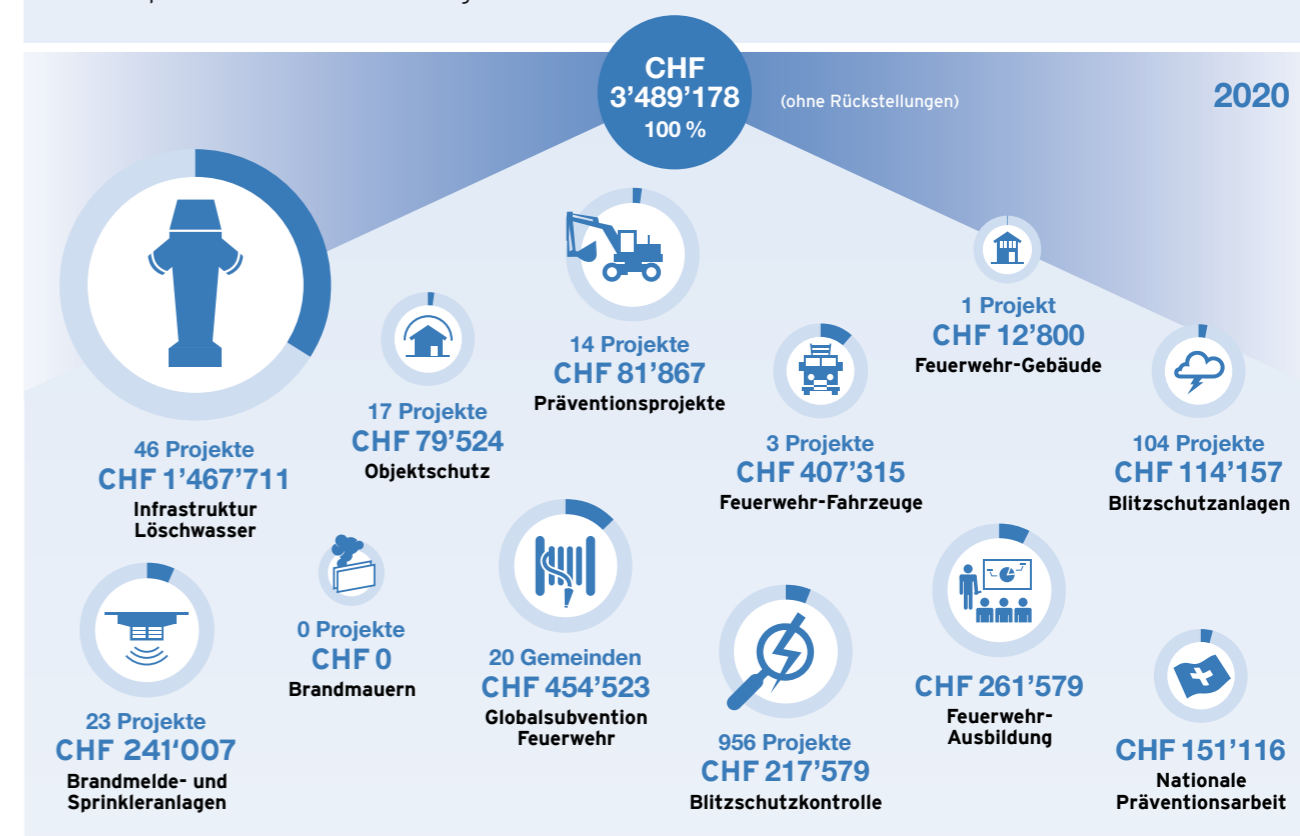 CHF
3’489’178
100 %
(ohne Rückstellungen)
2020
46 Projekte
CHF 1’467’711
Infrastruktur
Löschwasser
17 Projekte
CHF 79’524
Objektschutz
14 Projekte
CHF 81’867
Präventionsprojekte
3 Projekte
CHF 407’315
Feuerwehr-Fahrzeuge
1 Projekt
CHF 12’800
Feuerwehr-Gebäude
104 Projekte
CHF 114’157
Blitzschutzanlagen
23 Projekte
CHF 241‘007
Brandmelde- und
Sprinkleranlagen
0 Projekte
CHF 0
Brandmauern
20 Gemeinden
CHF 454’523
Globalsubvention
Feuerwehr
956 Projekte
CHF 217’579
Blitzschutzkontrolle
CHF 261’579
Feuerwehr-
Ausbildung
CHF 151’116
Nationale
Präventionsarbeit